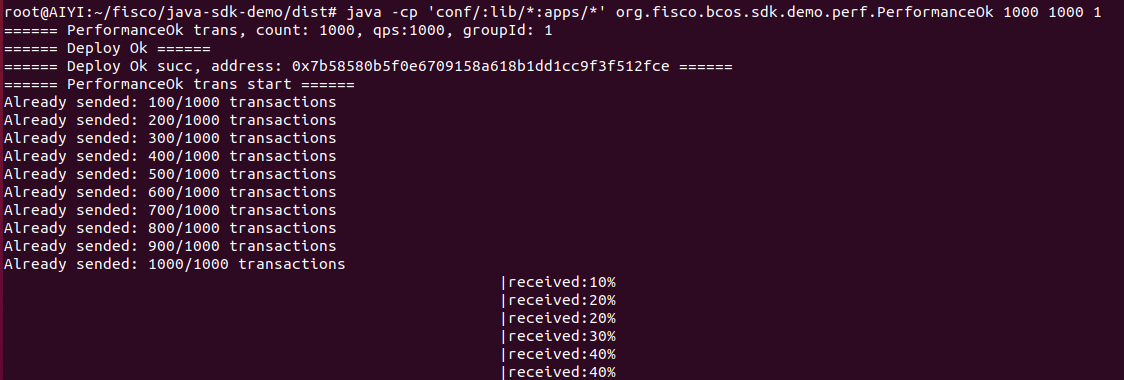 root@AIYI:~/fisco/java-sdk-demo/dist# java -cp 'conf/:lib/*:apps/*' org.fisco.bcos.sdk.demo.perf.PerformanceOk 1000 1000 1
====== PerformanceOk trans, count: 1000, qps:1000, groupId: 1
====== Deploy Ok ======
====== Deploy Ok succ, address: 0x7b58580b5f0e6709158a618b1dd1cc9f3f512fce ======
====== PerformanceOk trans start ======
Already sended: 100/1000 transactions
Already sended: 200/1000 transactions
Already sended: 300/1000 transactions
Already sended: 400/1000 transactions
Already sended: 500/1000 transactions
Already sended: 600/1000 transactions
Already sended: 700/1000 transactions
Already sended: 800/1000 transactions
Already sended: 900/1000 transactions
Already sended: 1000/1000 transactions
|received:10%
|received:20%
|received:20%
|received:30%
|received:40%
|received:40%